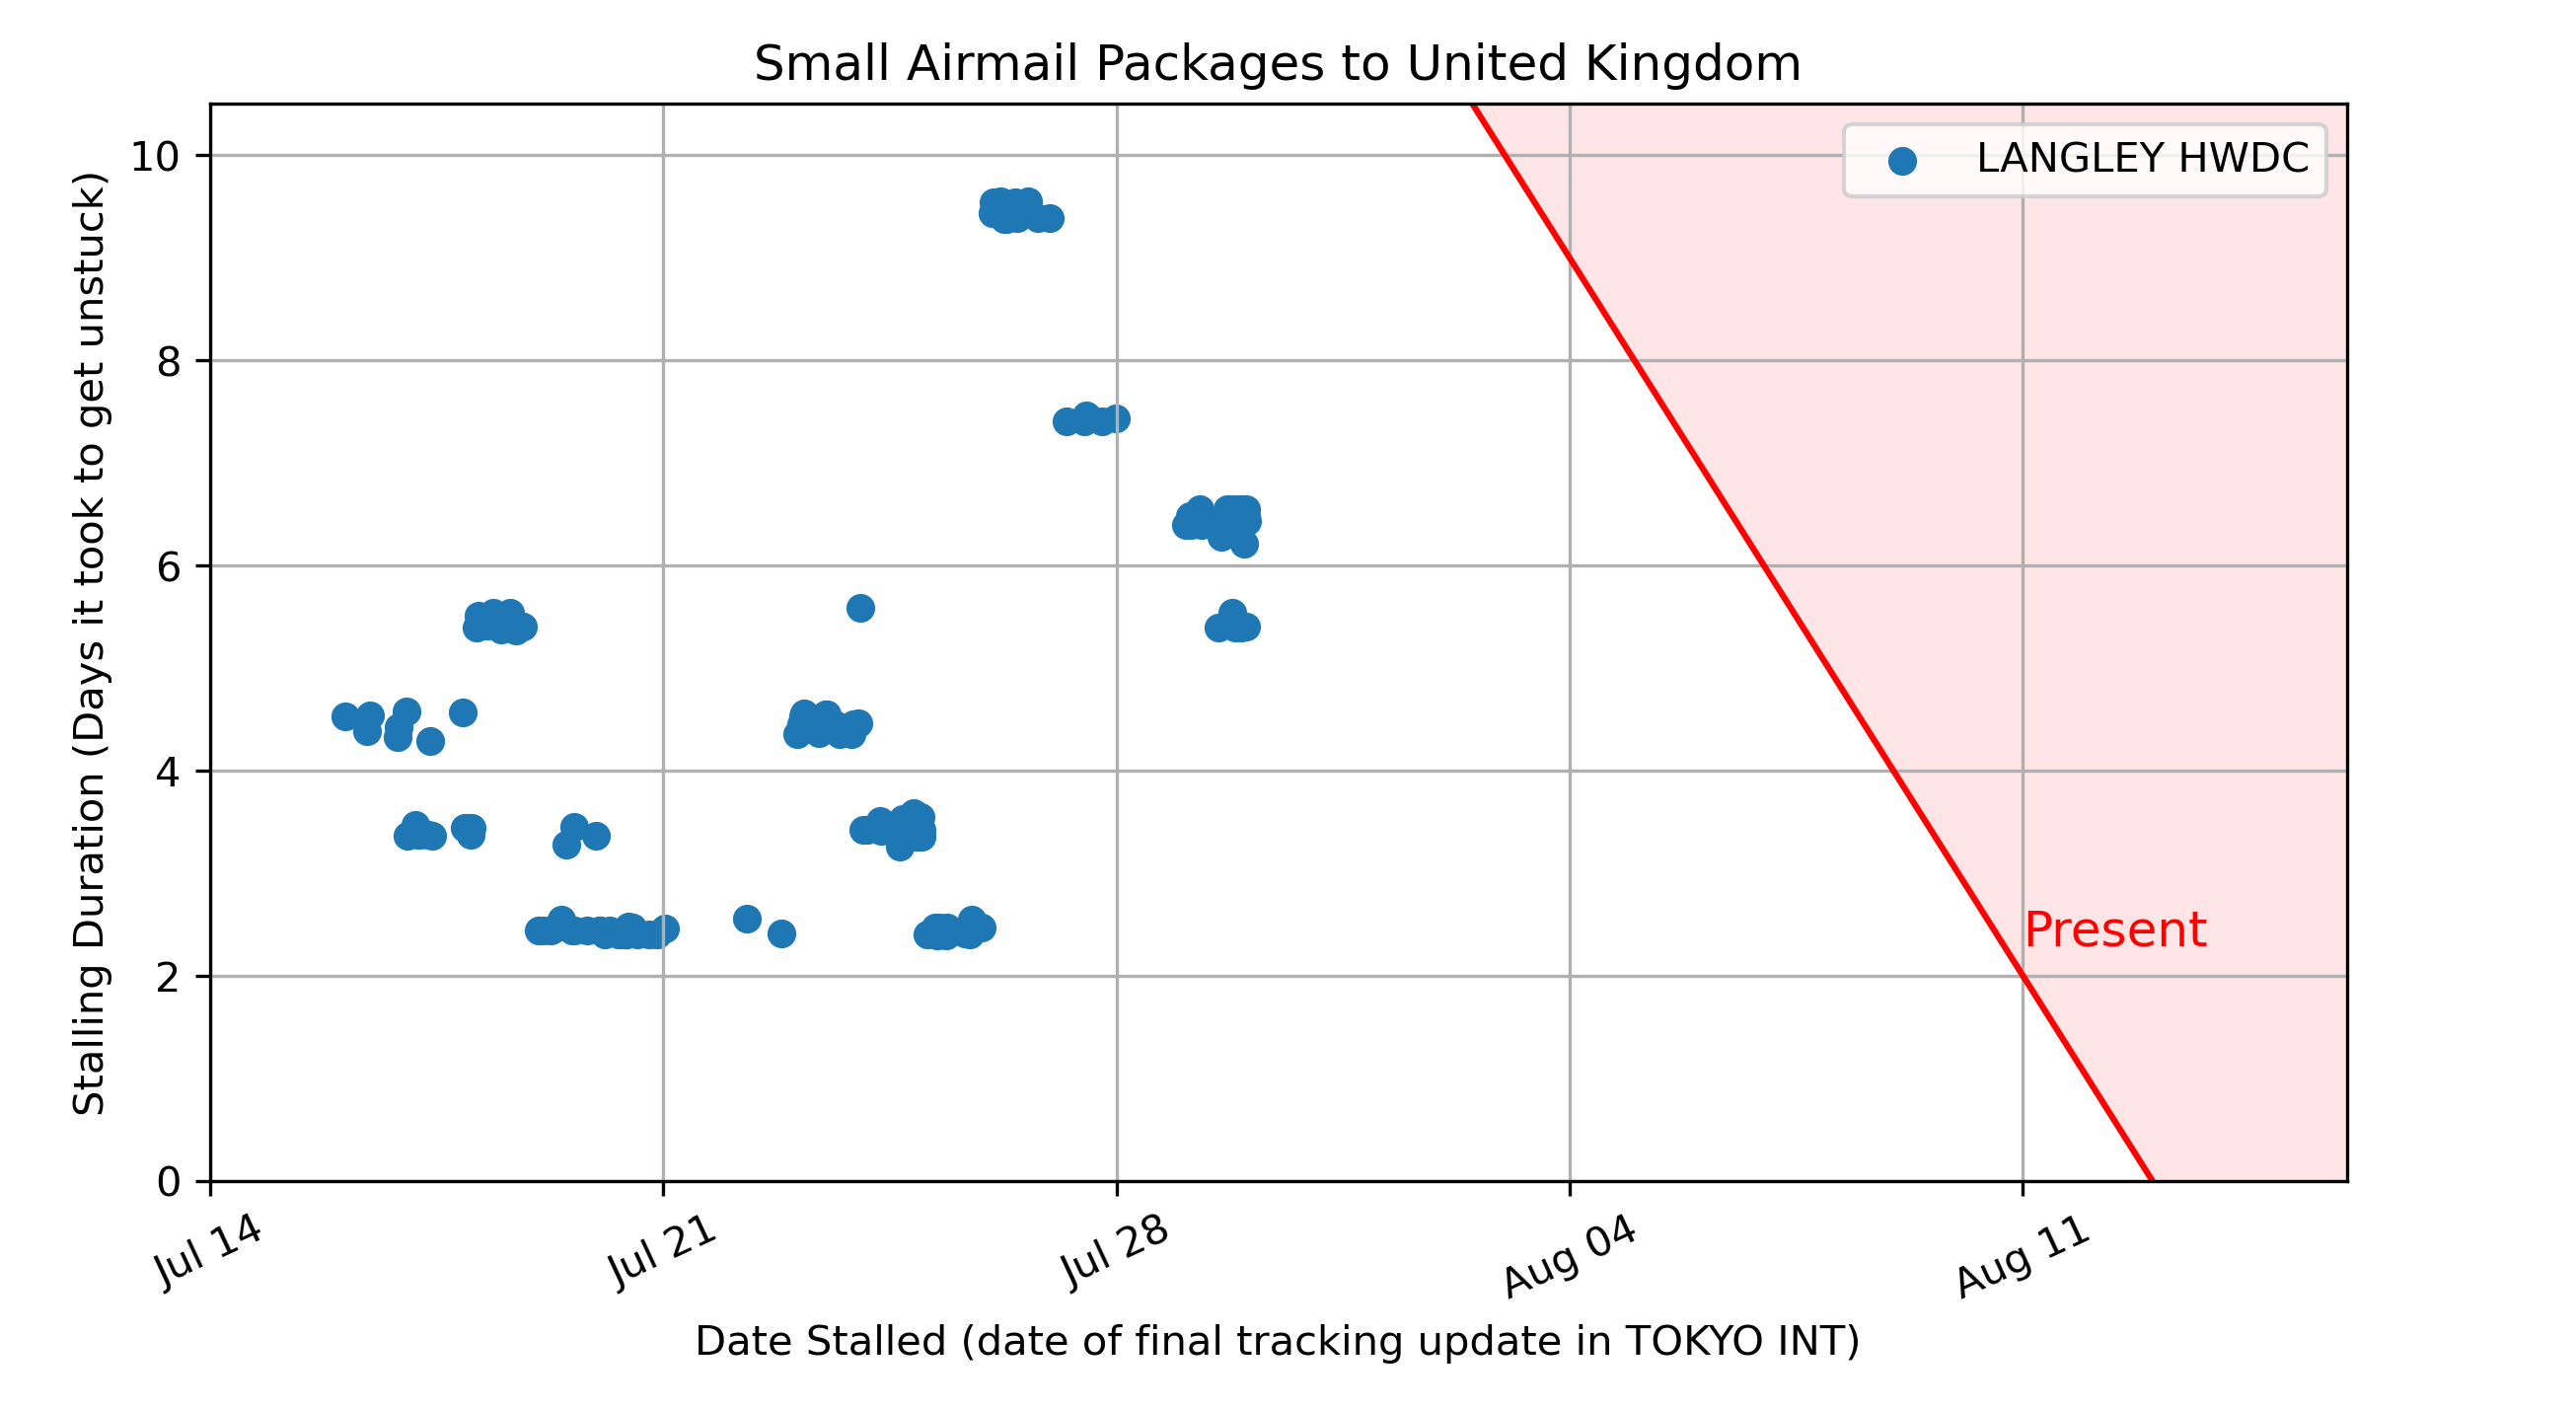 Small Airmail Packages to United Kingdom
LANGLEY HWDC
Stalling Duration (Days it took to get unstuck)
10
8
6
4
2
0
Present
Jul 14
Jul 21
Jul 28
Aug 04
Aug 11
Date Stalled (date of final tracking update in TOKYO INT)